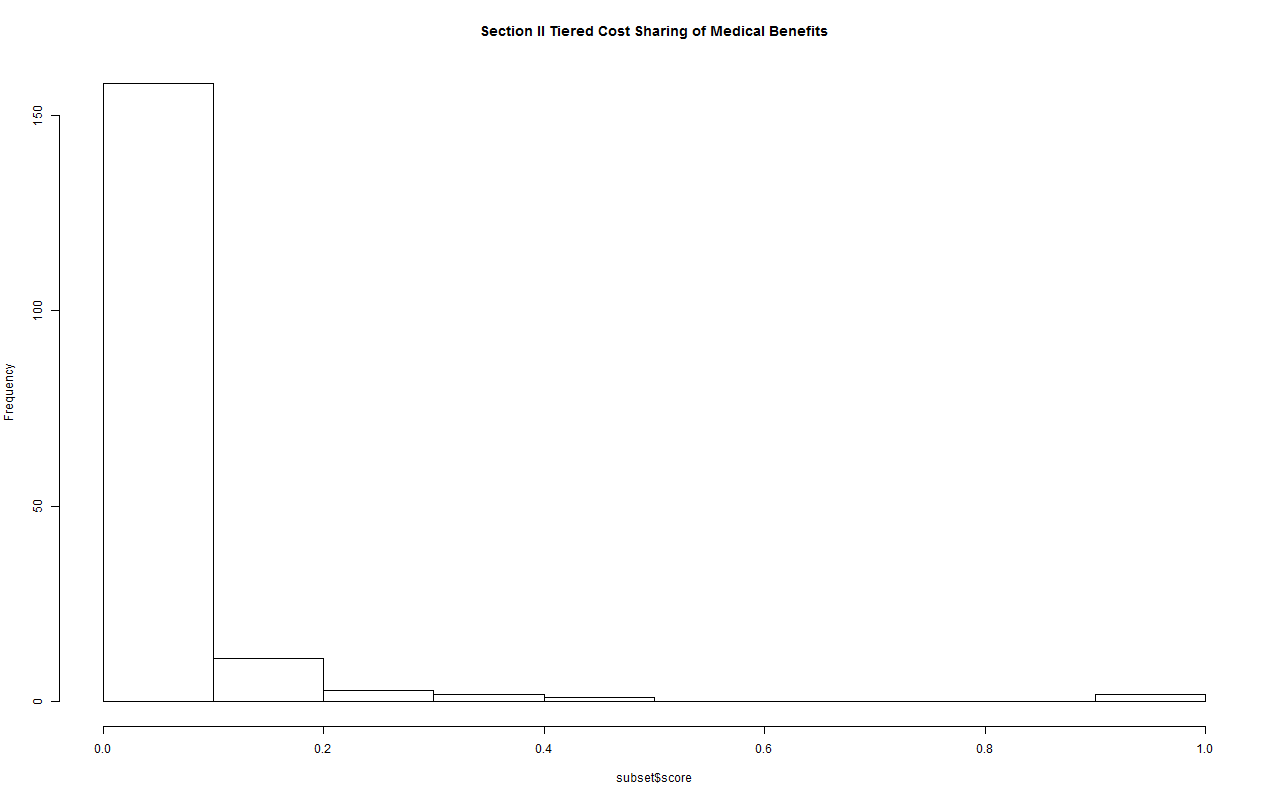 Section II Tiered Cost Sharing of Medical Benefits
150
100
50
0
Frequency
0.0 0.2 0.4 0.6 0.8 1.0
subset$score